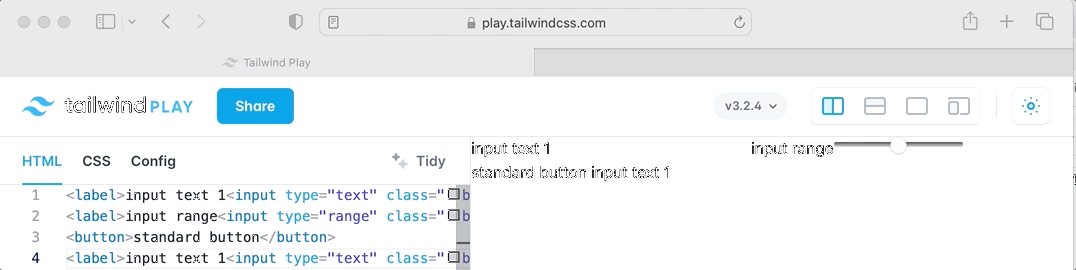 play.tailwindcss.com
Tailwind Play
tailwind PLAY Share v3.2.4
HTML CSS Config Tidy
1 <label>input text 1<input type="text" class="b
2 <label>input range<input type="range" class="b
3 <button>standard button</button>
4 <label>input text 1<input type="text" class="b
input text 1 input range
standard button input text 1